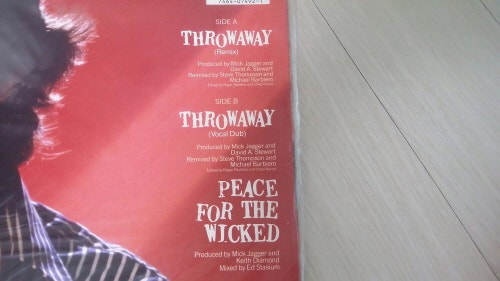 SIDE A
THROWAWAY
(Remix)
Produced by Mick Jagger and
David A. Stewart
Remixed by Steve Thompson and
Michael Barbiero
SIDE B
THROWAWAY
(Vocal Dub)
Produced by Mick Jagger and
David A. Stewart
Remixed by Steve Thompson and
Michael Barbiero
PEACE
FOR THE
WICKED
Produced by Mick Jagger and
Keith Diamond
Mixed by Ed Stasium